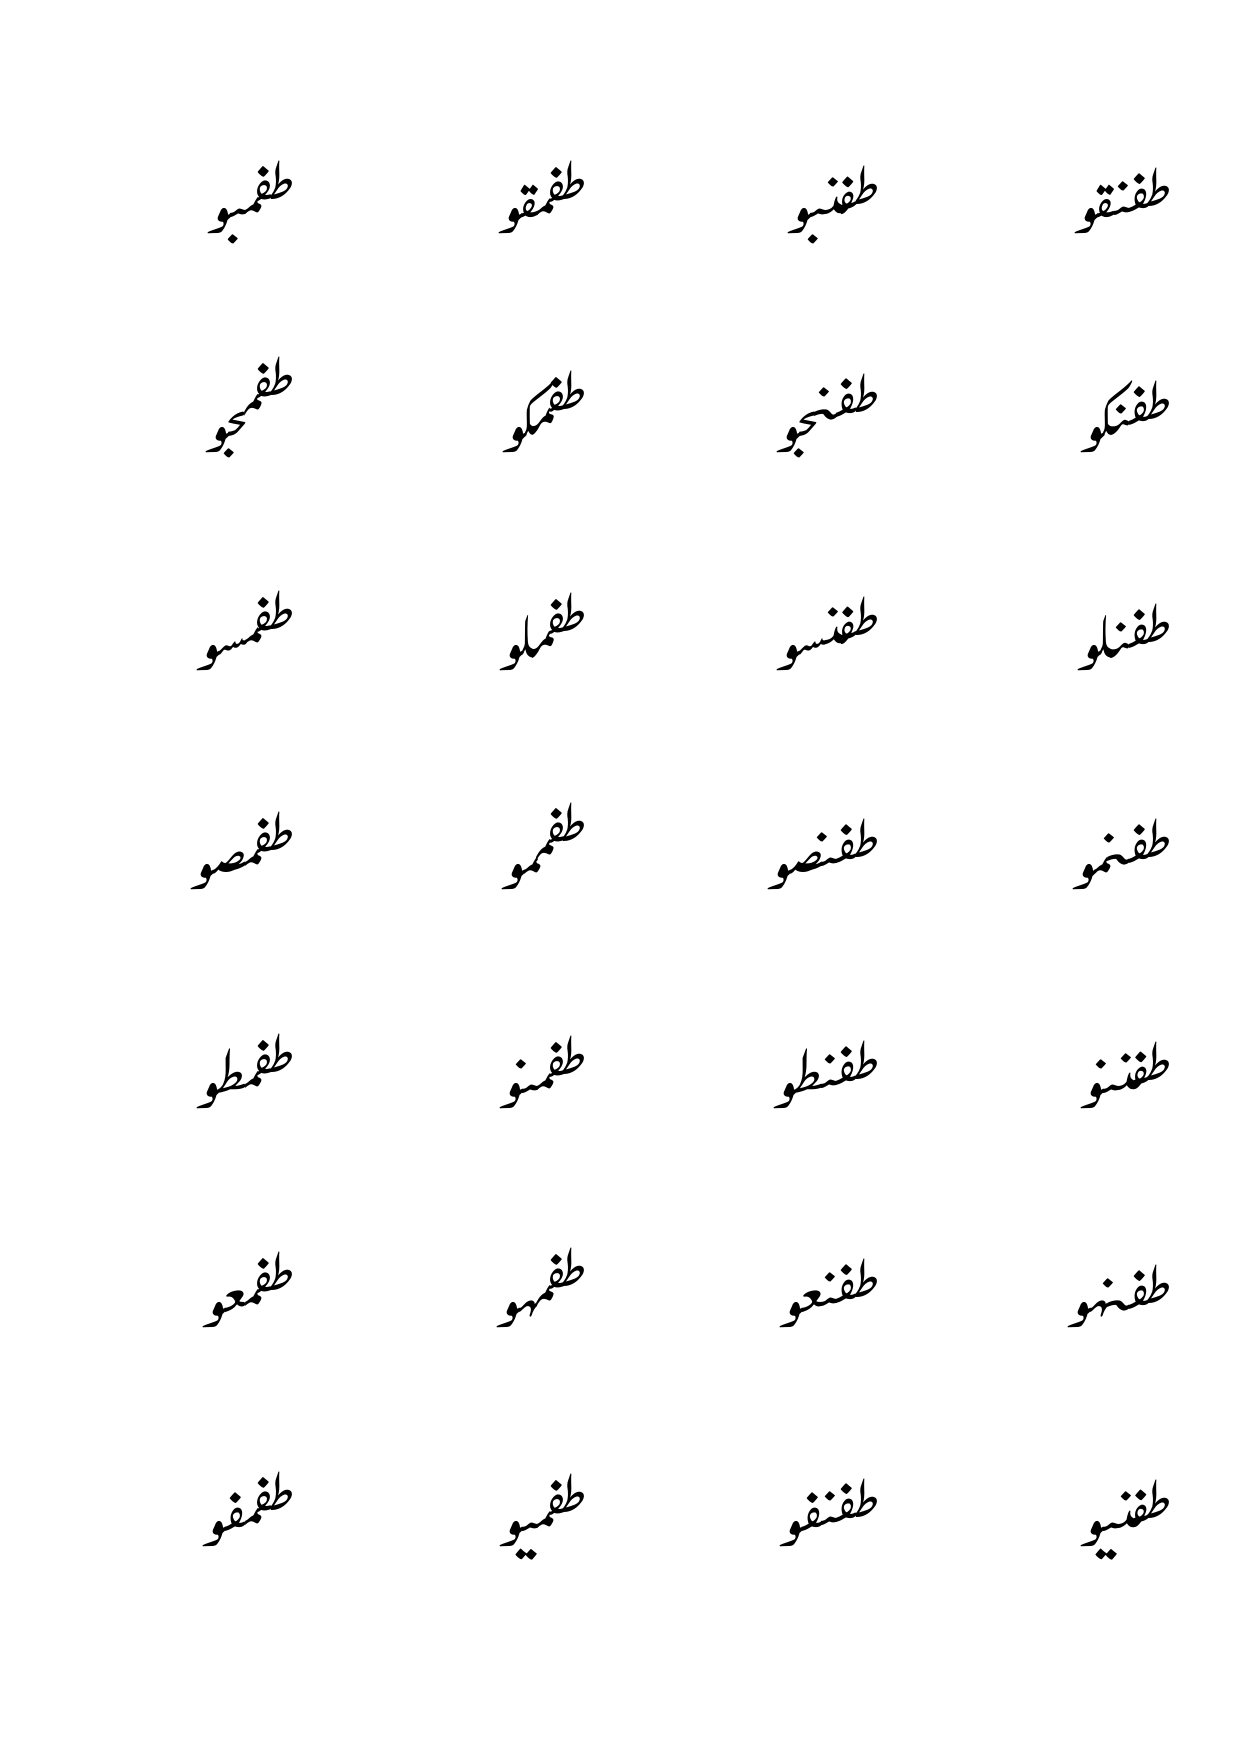 طفنقو طفنبو طفمقو طفمبو
طفنكو طفنجو طفمكو طفمجو
طفنلو طفنسو طفملو طفمسو
طفنمو طفنصو طفممو طفمصو
طفننو طفنطو طفمنو طفمطو
طفنهو طفنعو طفمهو طفمعو
طفنيو طفنفو طفميو طفمفو